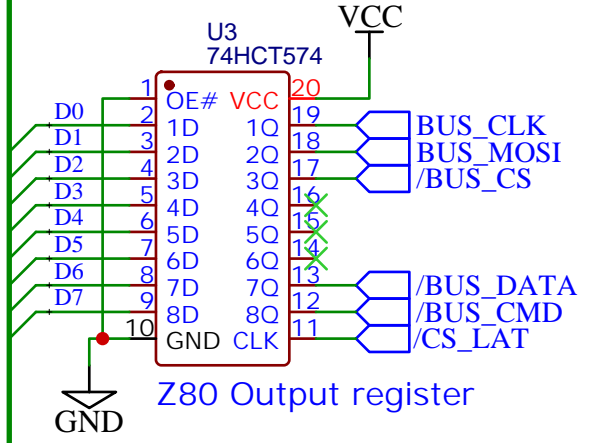 VCC
U3
74HCT574
1 OE# VCC 20
D0 2 1D 1Q 19 BUS_CLK
D1 3 2D 2Q 18 BUS_MOSI
D2 4 3D 3Q 17 /BUS_CS
D3 5 4D 4Q 16
D4 6 5D 5Q 15
D5 7 6D 6Q 14
D6 8 7D 7Q 13 /BUS_DATA
D7 9 8D 8Q 12 /BUS_CMD
10 GND CLK 11 /CS_LAT
Z80 Output register
GND